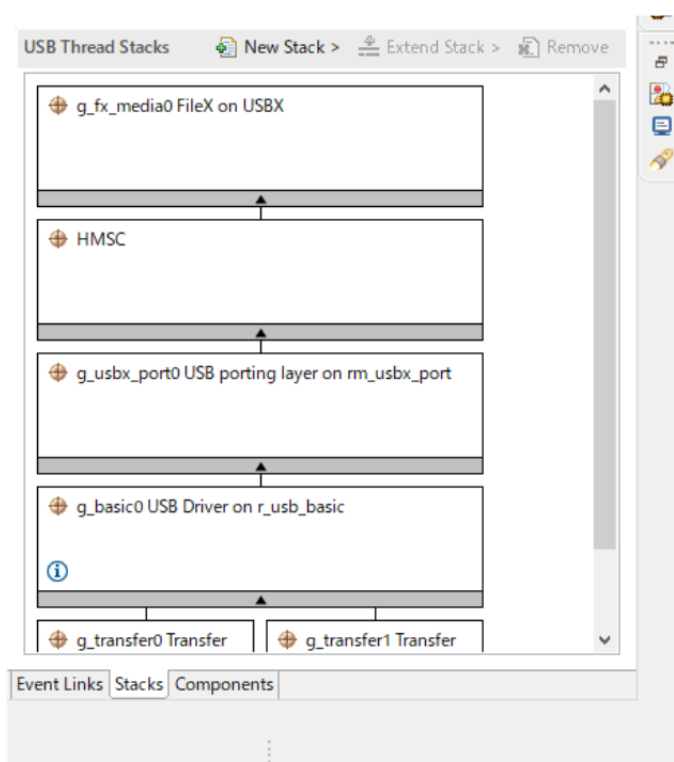 USB Thread Stacks New Stack > Extend Stack > Remove
g_fx_media0 FileX on USBX
HMSC
g_usbx_port0 USB porting layer on rm_usbx_port
g_basic0 USB Driver on r_usb_basic
g_transfer0 Transfer g_transfer1 Transfer
Event Links Stacks Components